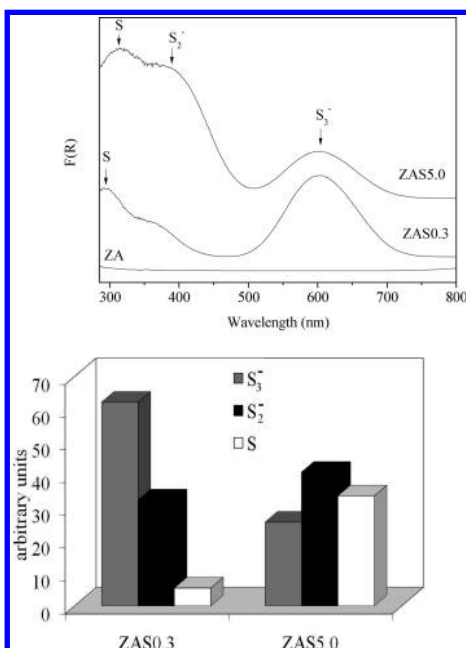 S
S₂⁻
S₃⁻
S
ZAS5.0
ZAS0.3
ZA
F(R)
300 400 500 600 700 800
Wavelength (nm)
70
60
50
40
30
20
10
0
arbitrary units
S₃⁻
S₂⁻
S
ZAS0.3 ZAS5.0